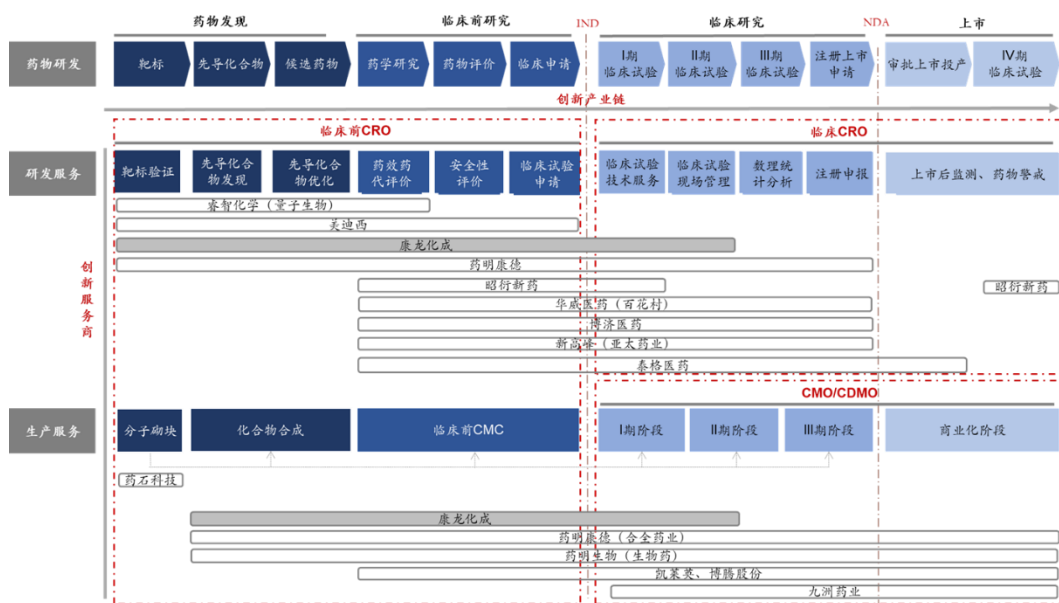 药物发现
临床前研究
IND
临床研究
NDA
上市
药物研发
靶标
先导化合物
候选药物
药学研究
药物评价
临床申请
I期
临床试验
II期
临床试验
III期
临床试验
注册上市
申请
审批上市投产
IV期
临床试验
创新产业链
临床前CRO
临床CRO
研发服务
靶标验证
先导化合
物发现
先导化合
物优化
药效药
代评价
安全性
评价
临床试验
申请
临床试验
技术服务
临床试验
现场管理
数理统
计分析
注册申报
上市后监测、药物警戒
创新服务商
睿智化学（量子生物）
美迪西
康龙化成
药明康德
昭衍新药
昭衍新药
华威医药（百花村）
博济医药
新高峰（亚太药业）
泰格医药
CMO/CDMO
生产服务
分子砌块
化合物合成
临床前CMC
I期阶段
II期阶段
III期阶段
商业化阶段
药石科技
康龙化成
药明康德（合全药业）
药明生物（生物药）
凯莱英、博腾股份
九洲药业